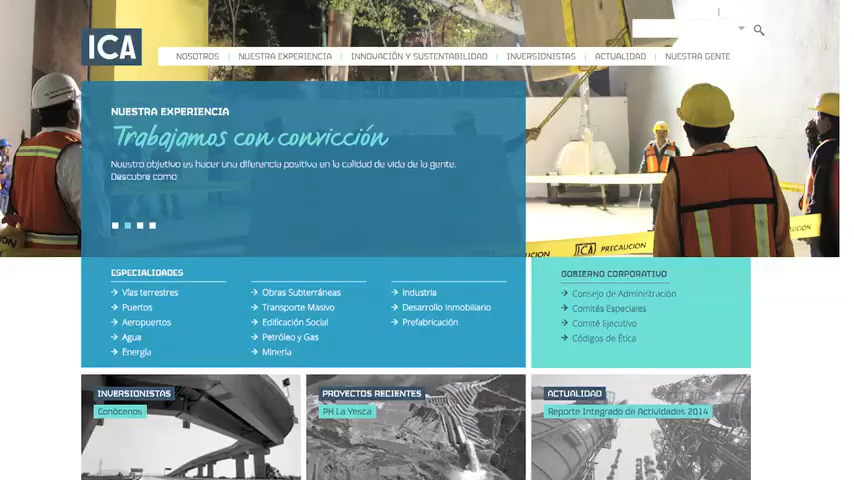 ICA
NOSOTROS | NUESTRA EXPERIENCIA | INNOVACIÓN Y SUSTENTABILIDAD | INVERSIONISTAS | ACTUALIDAD | NUESTRA GENTE
NUESTRA EXPERIENCIA
Trabajamos con convicción
Nuestro objetivo es hacer una diferencia positiva en la calidad de vida de la gente.
Descubre como
ICA PRECAUCION
ESPECIALIDADES
Vías terrestres
Puertos
Aeropuertos
Agua
Energía
Obras Subterráneas
Transporte Masivo
Edificación Social
Petróleo y Gas
Minería
Industria
Desarrollo Inmobiliario
Prefabricación
GOBIERNO CORPORATIVO
Consejo de Administración
Comités Especiales
Comité Ejecutivo
Códigos de Ética
INVERSIONISTAS
Conócenos
PROYECTOS RECIENTES
PH La Yesca
ACTUALIDAD
Reporte Integrado de Actividades 2014